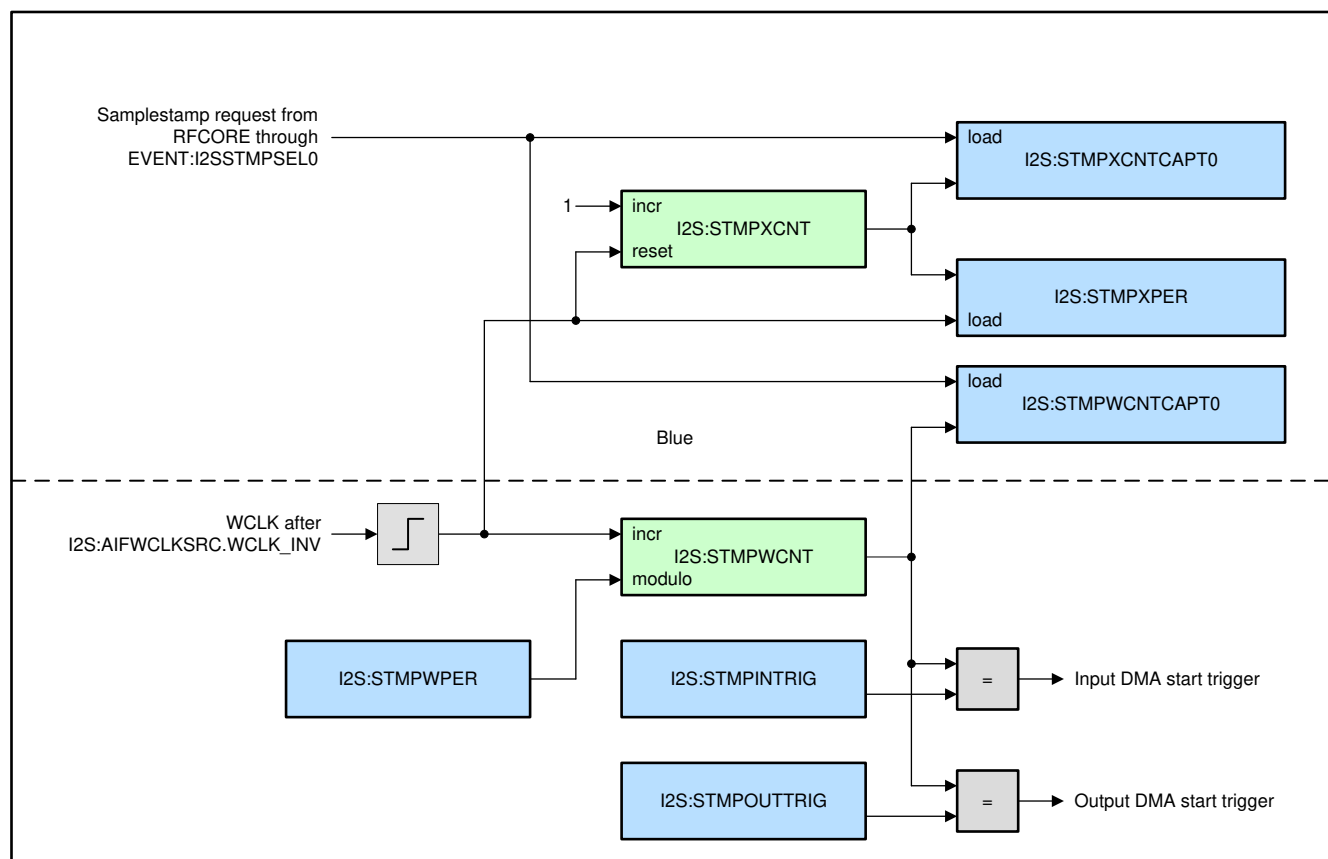 Samplestamp request from
RFCORE through
EVENT:I2SSTMPSEL0
load
I2S:STMPXCNTCAPT0
1
incr
I2S:STMPXCNT
reset
I2S:STMPXPER
load
load
I2S:STMPWCNTCAPT0
Blue
WCLK after
I2S:AIFWCLKSRC.WCLK_INV
incr
I2S:STMPWCNT
modulo
I2S:STMPWPER
I2S:STMPINTRIG
=
Input DMA start trigger
I2S:STMPOUTTRIG
=
Output DMA start trigger